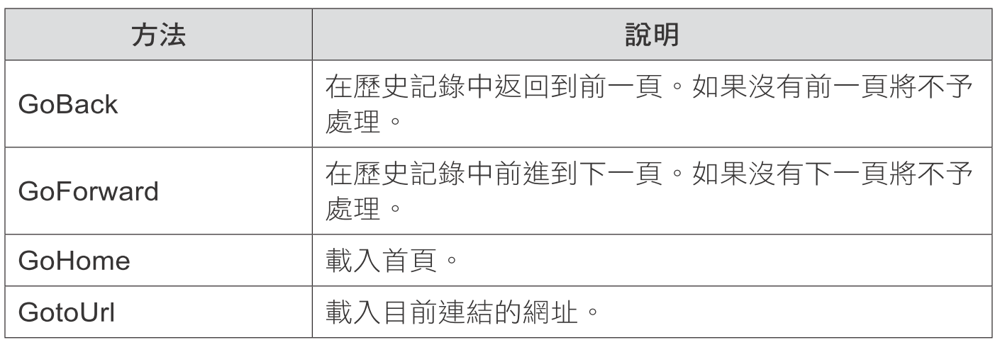 方法 說明
GoBack
在歷史記錄中返回到前一頁。如果沒有前一頁將不予
處理。
GoForward
在歷史記錄中前進到下一頁。如果沒有下一頁將不予
處理。
GoHome 載入首頁。
GotoUrl 載入目前連結的網址。